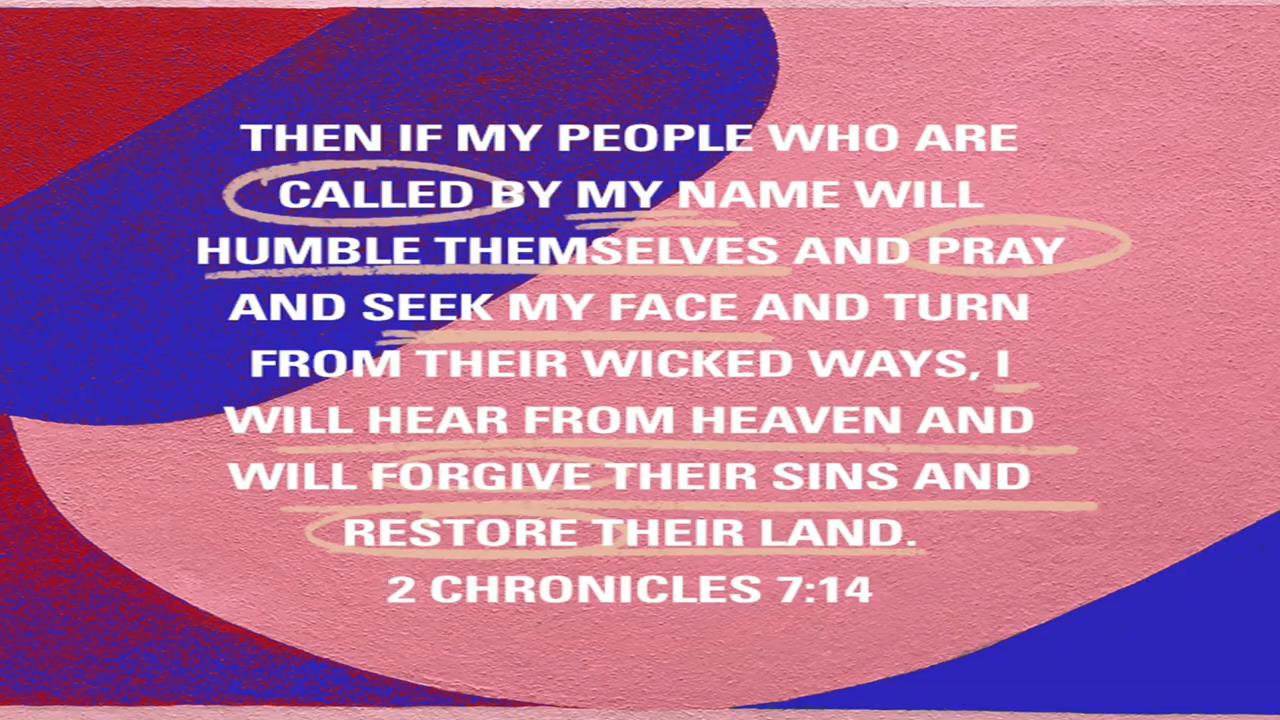 THEN IF MY PEOPLE WHO ARE
CALLED BY MY NAME WILL
HUMBLE THEMSELVES AND PRAY
AND SEEK MY FACE AND TURN
FROM THEIR WICKED WAYS, I
WILL HEAR FROM HEAVEN AND
WILL FORGIVE THEIR SINS AND
RESTORE THEIR LAND.
2 CHRONICLES 7:14